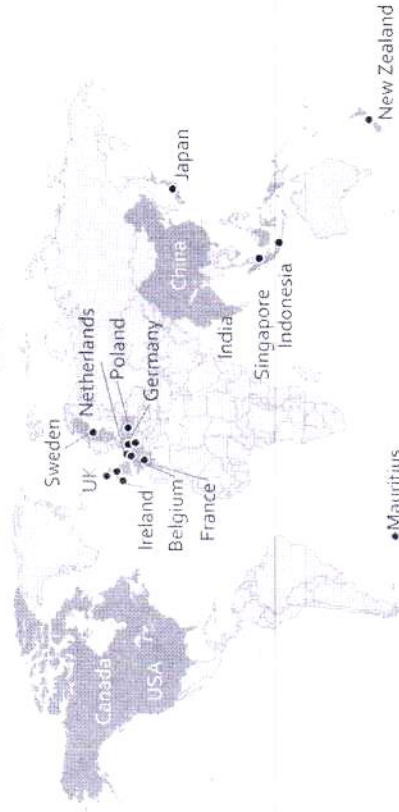 Canada
USA
Sweden
UK
Netherlands
Poland
Germany
Ireland
Belgium
France
China
Japan
India
Singapore
Indonesia
New Zealand
Mauritius